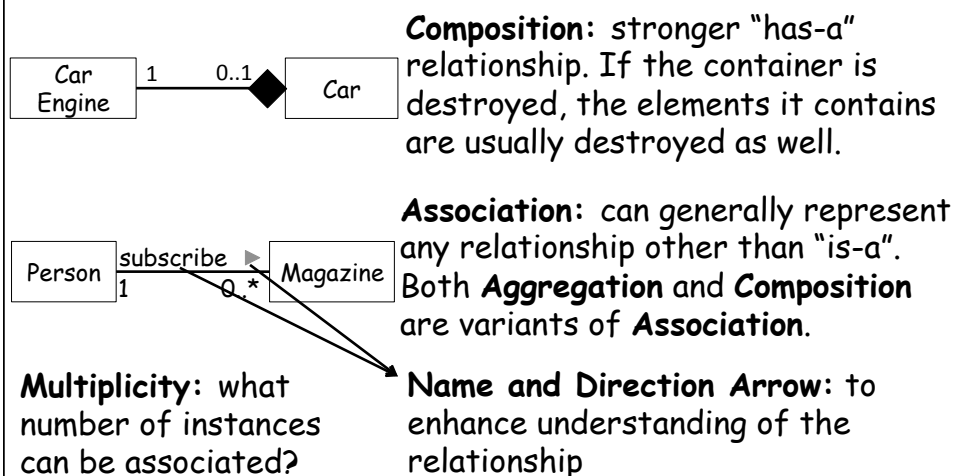 Composition: stronger “has-a”
relationship. If the container is
destroyed, the elements it contains
are usually destroyed as well.
Car
Engine
1
0..1
Car
Association: can generally represent
any relationship other than “is-a”.
Both Aggregation and Composition
are variants of Association.
Person
subscribe
1
0..*
Magazine
Multiplicity: what
number of instances
can be associated?
Name and Direction Arrow: to
enhance understanding of the
relationship